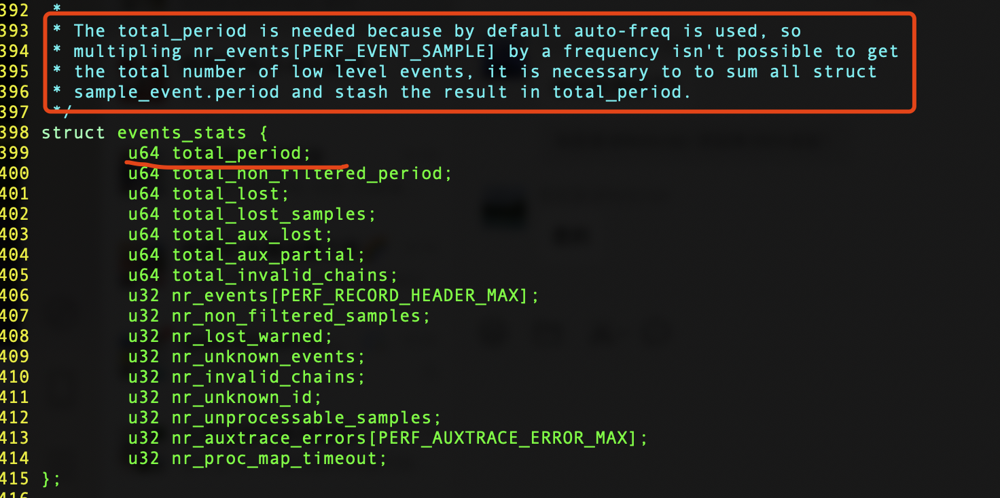 392  *
393  * The total_period is needed because by default auto-freq is used, so
394  * multipling nr_events[PERF_EVENT_SAMPLE] by a frequency isn't possible to get
395  * the total number of low level events, it is necessary to to sum all struct
396  * sample_event.period and stash the result in total_period.
397  */
398 struct events_stats {
399         u64 total_period;
400         u64 total_non_filtered_period;
401         u64 total_lost;
402         u64 total_lost_samples;
403         u64 total_aux_lost;
404         u64 total_aux_partial;
405         u64 total_invalid_chains;
406         u32 nr_events[PERF_RECORD_HEADER_MAX];
407         u32 nr_non_filtered_samples;
408         u32 nr_lost_warned;
409         u32 nr_unknown_events;
410         u32 nr_invalid_chains;
411         u32 nr_unknown_id;
412         u32 nr_unprocessable_samples;
413         u32 nr_auxtrace_errors[PERF_AUXTRACE_ERROR_MAX];
414         u32 nr_proc_map_timeout;
415 };
416